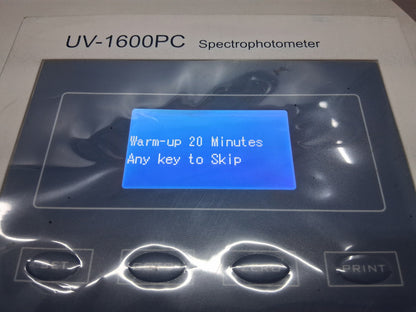 UV-1600PC Spectrophotometer
Warm-up 20 Minutes
Any key to Skip
PRINT